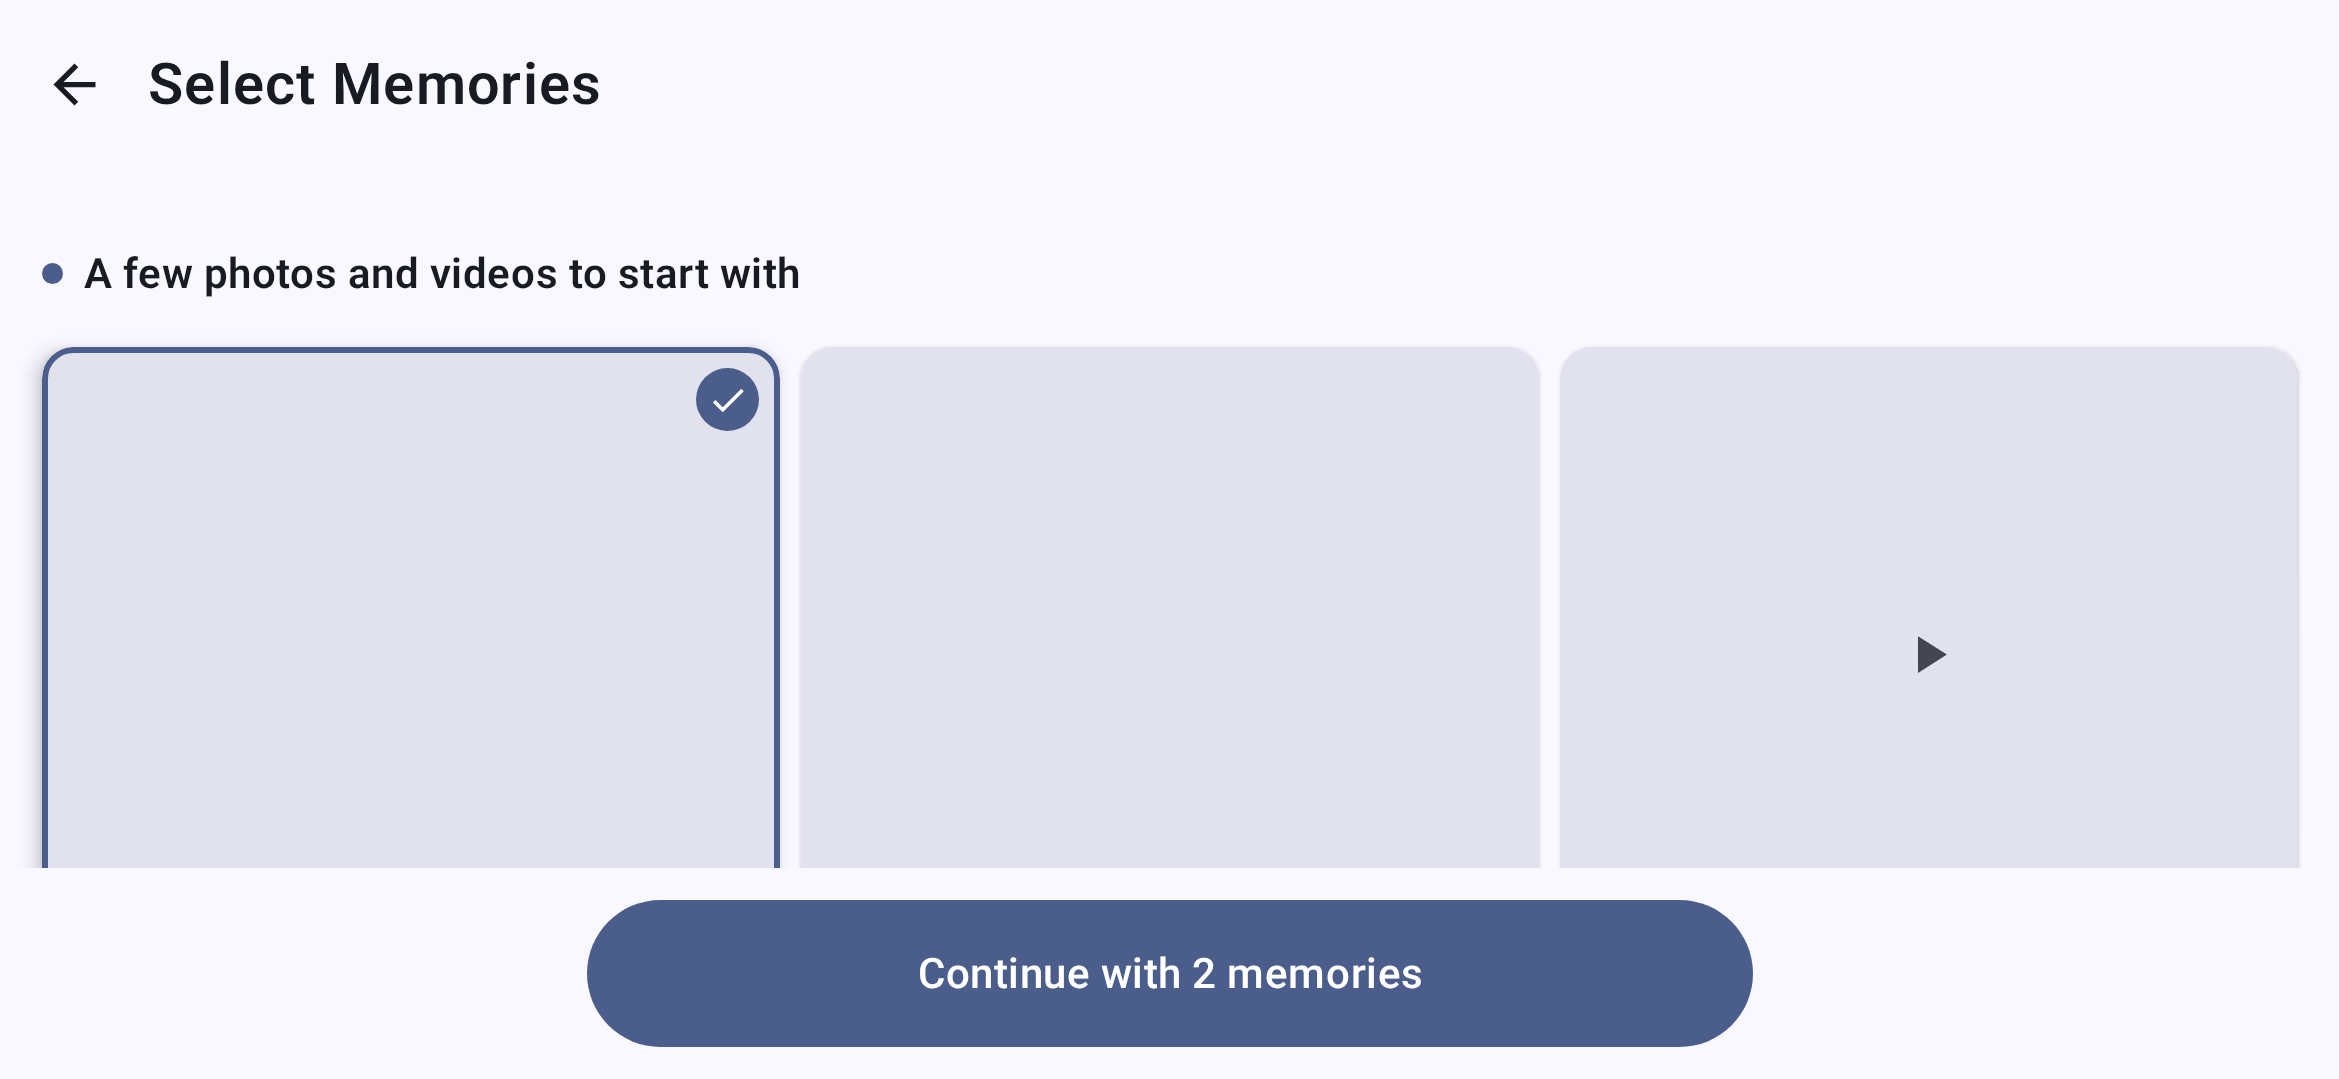 Select Memories
A few photos and videos to start with
Continue with 2 memories